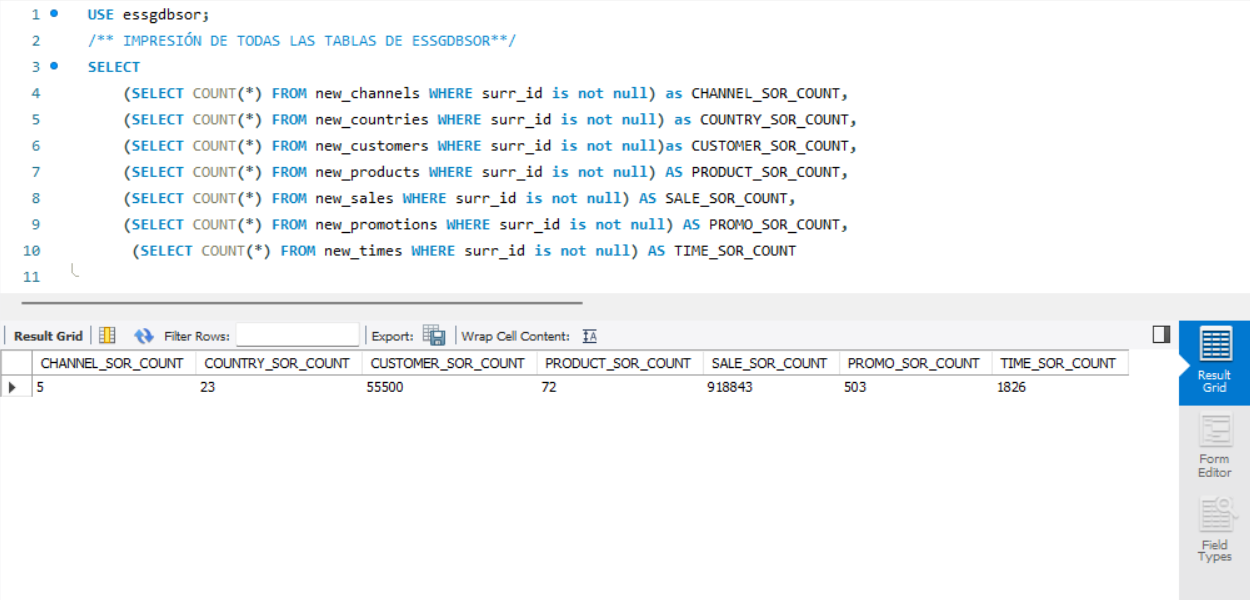 1 USE essgdbsor;
2 /** IMPRESIÓN DE TODAS LAS TABLAS DE ESSGDBSOR**/
3 SELECT
4 (SELECT COUNT(*) FROM new_channels WHERE surr_id is not null) as CHANNEL_SOR_COUNT,
5 (SELECT COUNT(*) FROM new_countries WHERE surr_id is not null) as COUNTRY_SOR_COUNT,
6 (SELECT COUNT(*) FROM new_customers WHERE surr_id is not null)as CUSTOMER_SOR_COUNT,
7 (SELECT COUNT(*) FROM new_products WHERE surr_id is not null) AS PRODUCT_SOR_COUNT,
8 (SELECT COUNT(*) FROM new_sales WHERE surr_id is not null) AS SALE_SOR_COUNT,
9 (SELECT COUNT(*) FROM new_promotions WHERE surr_id is not null) AS PROMO_SOR_COUNT,
10 (SELECT COUNT(*) FROM new_times WHERE surr_id is not null) AS TIME_SOR_COUNT
11
Result Grid Filter Rows: Export: Wrap Cell Content:
CHANNEL_SOR_COUNT COUNTRY_SOR_COUNT CUSTOMER_SOR_COUNT PRODUCT_SOR_COUNT SALE_SOR_COUNT PROMO_SOR_COUNT TIME_SOR_COUNT
5 23 55500 72 918843 503 1826
Result
Grid
Form
Editor
Field
Types